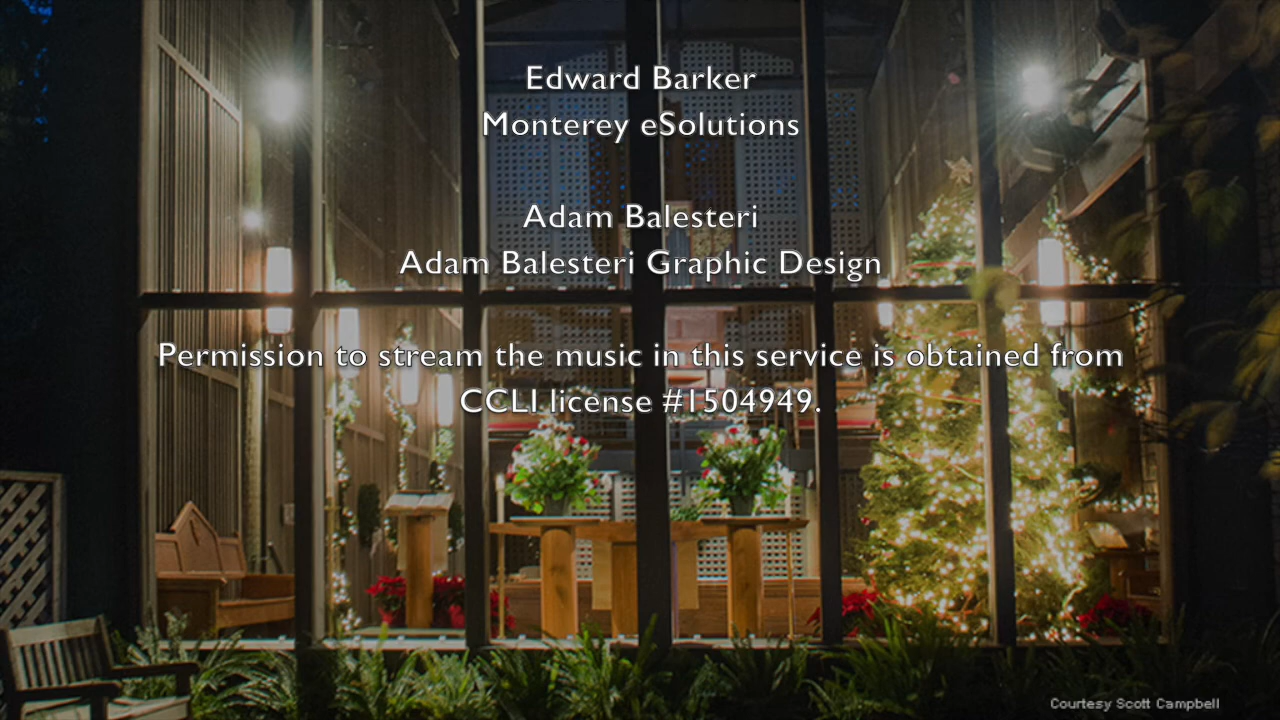 Edward Barker
Monterey eSolutions
Adam Balesteri
Adam Balesteri Graphic Design
Permission to stream the music in this service is obtained from
CCLI license #1504949.
Courtesy Scott Campbell